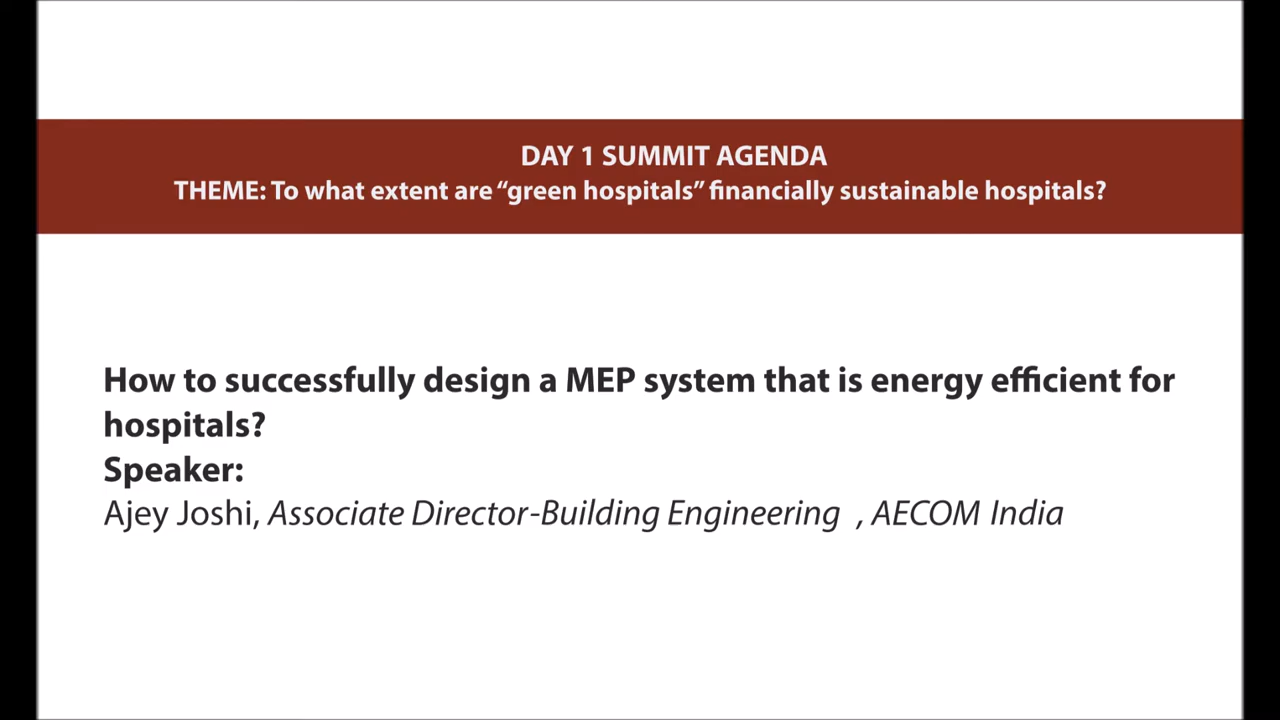 DAY 1 SUMMIT AGENDA
THEME: To what extent are “green hospitals” financially sustainable hospitals?
How to successfully design a MEP system that is energy efficient for
hospitals?
Speaker:
Ajey Joshi, Associate Director-Building Engineering , AECOM India